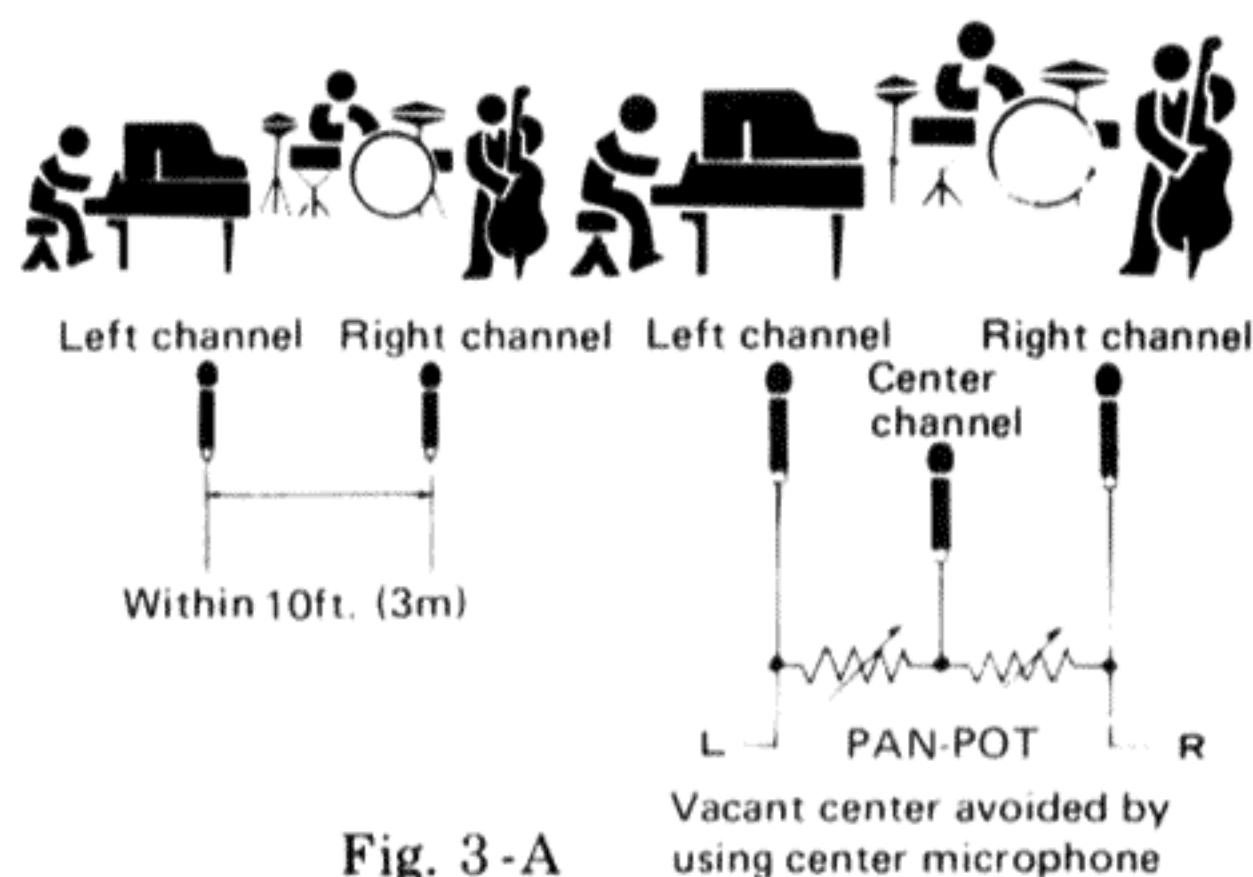 Left channel
Right channel
Within 10ft. (3m)
Left channel
Right channel
Center
channel
L
PAN-POT
R
Vacant center avoided by
using center microphone
Fig. 3-A